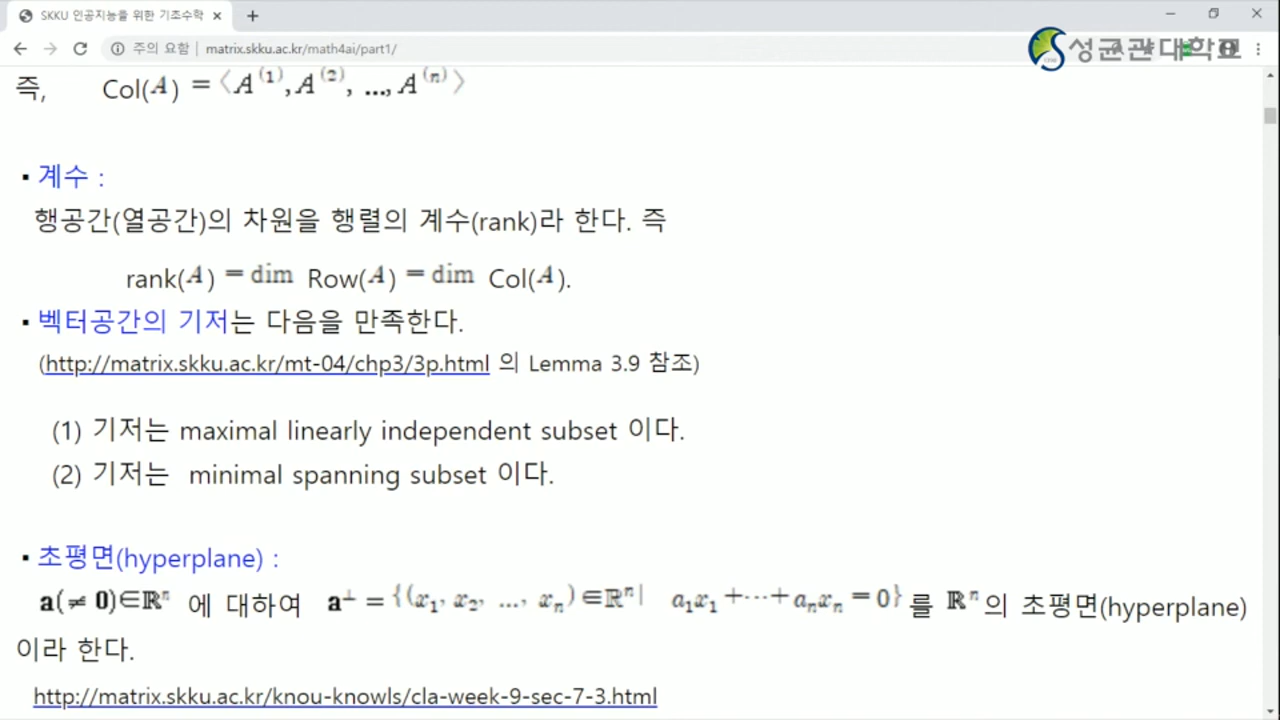 SKKU 인공지능을 위한 기초수학
주의 요함 | matrix.skku.ac.kr/math4ai/part1/
성균관대학교
즉, Col(A) = ⟨A⁽¹⁾, A⁽²⁾, ..., A⁽ⁿ⁾⟩
▪ 계수 :
행공간(열공간)의 차원을 행렬의 계수(rank)라 한다. 즉
rank(A) = dim Row(A) = dim Col(A).
▪ 벡터공간의 기저는 다음을 만족한다.
(http://matrix.skku.ac.kr/mt-04/chp3/3p.html 의 Lemma 3.9 참조)
(1) 기저는 maximal linearly independent subset 이다.
(2) 기저는 minimal spanning subset 이다.
▪ 초평면(hyperplane) :
a(≠ 0)∈ℝⁿ 에 대하여 a⊥ = {(x₁, x₂, ..., xₙ)∈ℝⁿ| a₁x₁+⋯+aₙxₙ = 0}를 ℝⁿ의 초평면(hyperplane)
이라 한다.
http://matrix.skku.ac.kr/knou-knowls/cla-week-9-sec-7-3.html